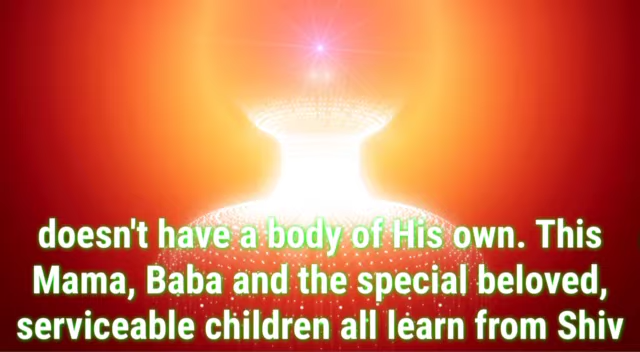 doesn't have a body of His own. This
Mama, Baba and the special beloved,
serviceable children all learn from Shiv